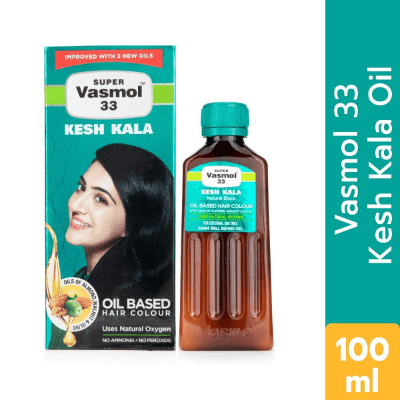 IMPROVED WITH 3 NEW OILS
SUPER
Vasmol™
33
KESH KALA
OILS OF ALMOND, WALNUT & OLIVE
OIL BASED
HAIR COLOUR
Uses Natural Oxygen
NO AMMONIA • NO PEROXIDE
SUPER
Vasmol
33
KESH KALA
Natural Black
OIL BASED HAIR COLOUR
FOR EXTERNAL USE ONLY
SHAKE WELL BEFORE USE
Vasmol 33
Kesh Kala Oil
100
ml